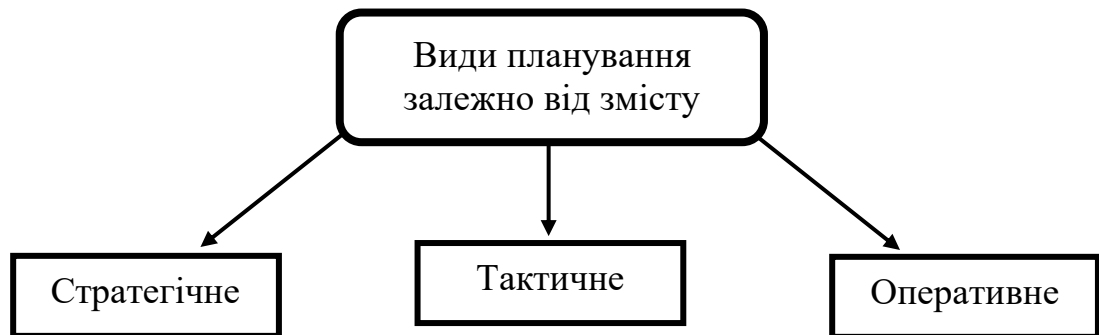 Види планування
залежно від змісту
Стратегічне
Тактичне
Оперативне